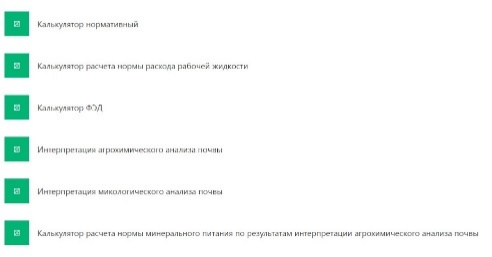 Калькулятор нормативный
Калькулятор расчета нормы расхода рабочей жидкости
Калькулятор ФЭД
Интерпретация агрохимического анализа почвы
Интерпретация микологического анализа почвы
Калькулятор расчета нормы минерального питания по результатам интерпретации агрохимического анализа почвы